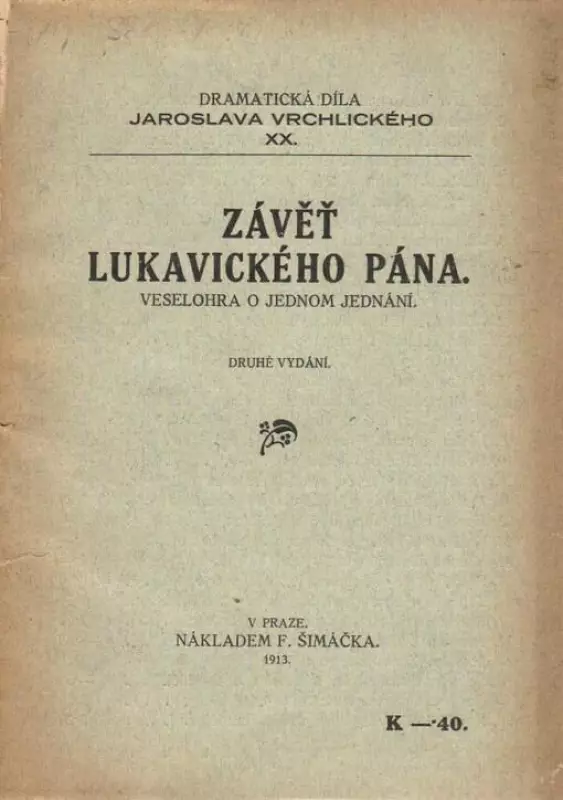 DRAMATICKÁ DÍLA
JAROSLAVA VRCHLICKÉHO
XX.
ZÁVĚŤ
LUKAVICKÉHO PÁNA.
VESELOHRA O JEDNOM JEDNÁNÍ.
DRUHÉ VYDÁNÍ.
V PRAZE.
NÁKLADEM F. ŠIMÁČKA.
1913.
K —·40.